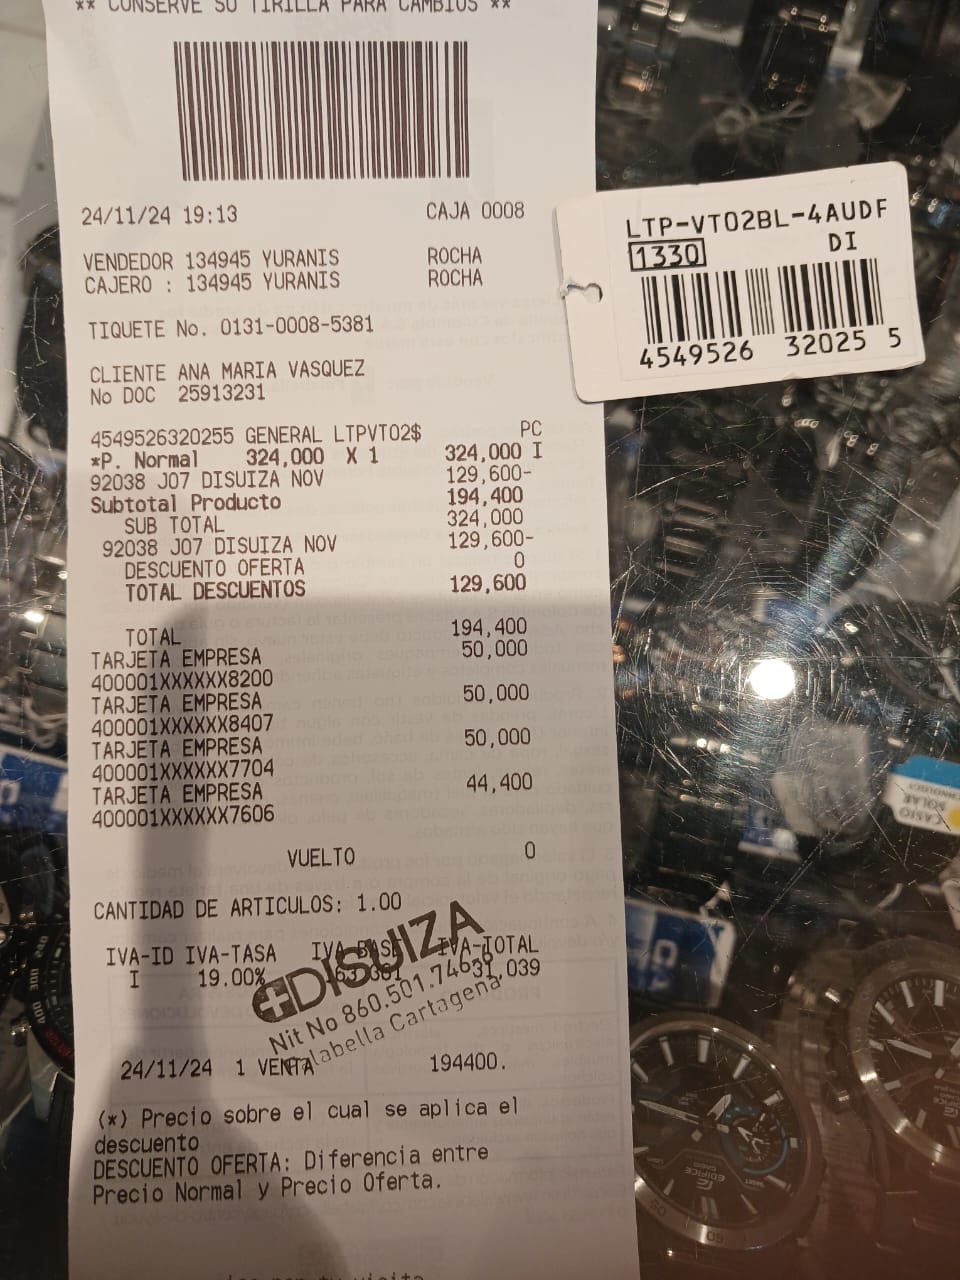 ** CONSERVE SU TIRILLA PARA CAMBIOS **
24/11/24 19:13 CAJA 0008
VENDEDOR 134945 YURANIS ROCHA
CAJERO : 134945 YURANIS ROCHA
TIQUETE No. 0131-0008-5381
CLIENTE ANA MARIA VASQUEZ
No DOC 25913231
4549526320255 GENERAL LTPVT02$ PC
*P. Normal 324,000 X 1 324,000 I
92038 J07 DISUIZA NOV 129,600-
Subtotal Producto 194,400
SUB TOTAL 324,000
92038 J07 DISUIZA NOV 129,600-
DESCUENTO OFERTA 0
TOTAL DESCUENTOS 129,600
TOTAL 194,400
TARJETA EMPRESA 50,000
400001XXXXXX8200
TARJETA EMPRESA 50,000
400001XXXXXX8407
TARJETA EMPRESA 50,000
400001XXXXXX7704
TARJETA EMPRESA 44,400
400001XXXXXX7606
VUELTO 0
CANTIDAD DE ARTICULOS: 1.00
IVA-ID IVA-TASA IVA-BASE IVA-TOTAL
I 19.00% 31,039
DISUIZA
Nit No 860.501.746
Falabella Cartagena
24/11/24 1 VENTA 194400.
(*) Precio sobre el cual se aplica el
descuento
DESCUENTO OFERTA: Diferencia entre
Precio Normal y Precio Oferta.
LTP-VT02BL-4AUDF
1330 DI
4549526 32025 5
CASIO
SOLAR
EDIFICE
CASIO
EDIFICE